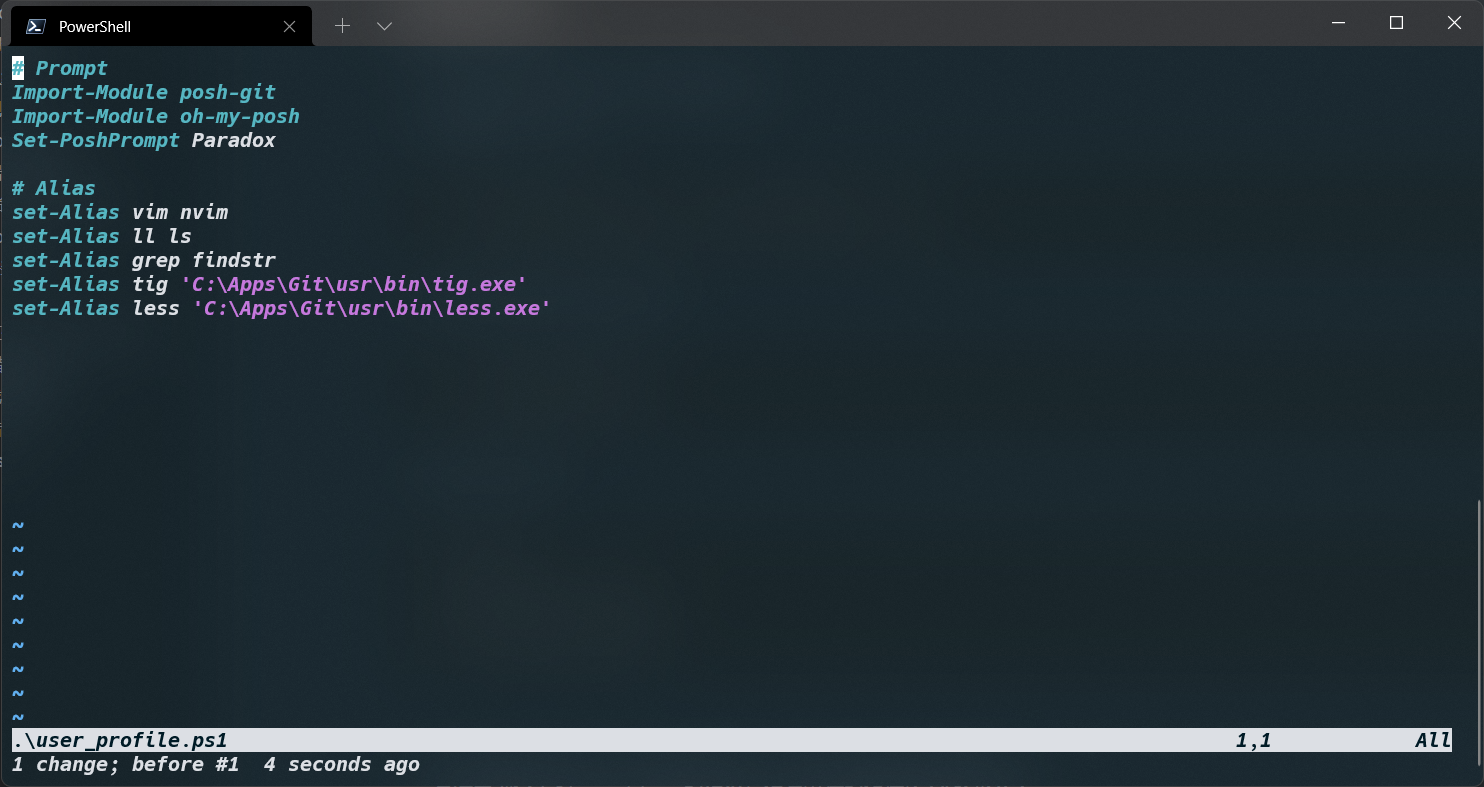 PowerShell
# Prompt
Import-Module posh-git
Import-Module oh-my-posh
Set-PoshPrompt Paradox
# Alias
set-Alias vim nvim
set-Alias ll ls
set-Alias grep findstr
set-Alias tig 'C:\Apps\Git\usr\bin\tig.exe'
set-Alias less 'C:\Apps\Git\usr\bin\less.exe'
~
~
~
~
~
~
~
~
~
.\user_profile.ps1 1,1 All
1 change; before #1  4 seconds ago